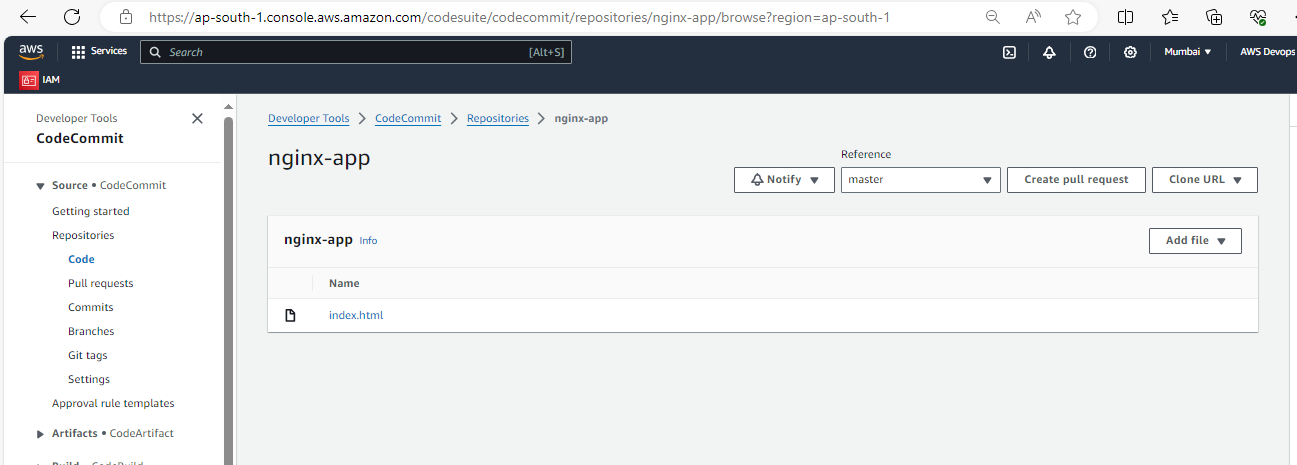 https://ap-south-1.console.aws.amazon.com/codesuite/codecommit/repositories/nginx-app/browse?region=ap-south-1
aws Services Search [Alt+S] Mumbai ▼ AWS Devops
IAM
Developer Tools
CodeCommit
Source • CodeCommit
Getting started
Repositories
Code
Pull requests
Commits
Branches
Git tags
Settings
Approval rule templates
Artifacts • CodeArtifact
Build • CodeBuild
Developer Tools > CodeCommit > Repositories > nginx-app
nginx-app
Reference
Notify ▼ master ▼ Create pull request Clone URL ▼
nginx-app Info Add file ▼
Name
index.html